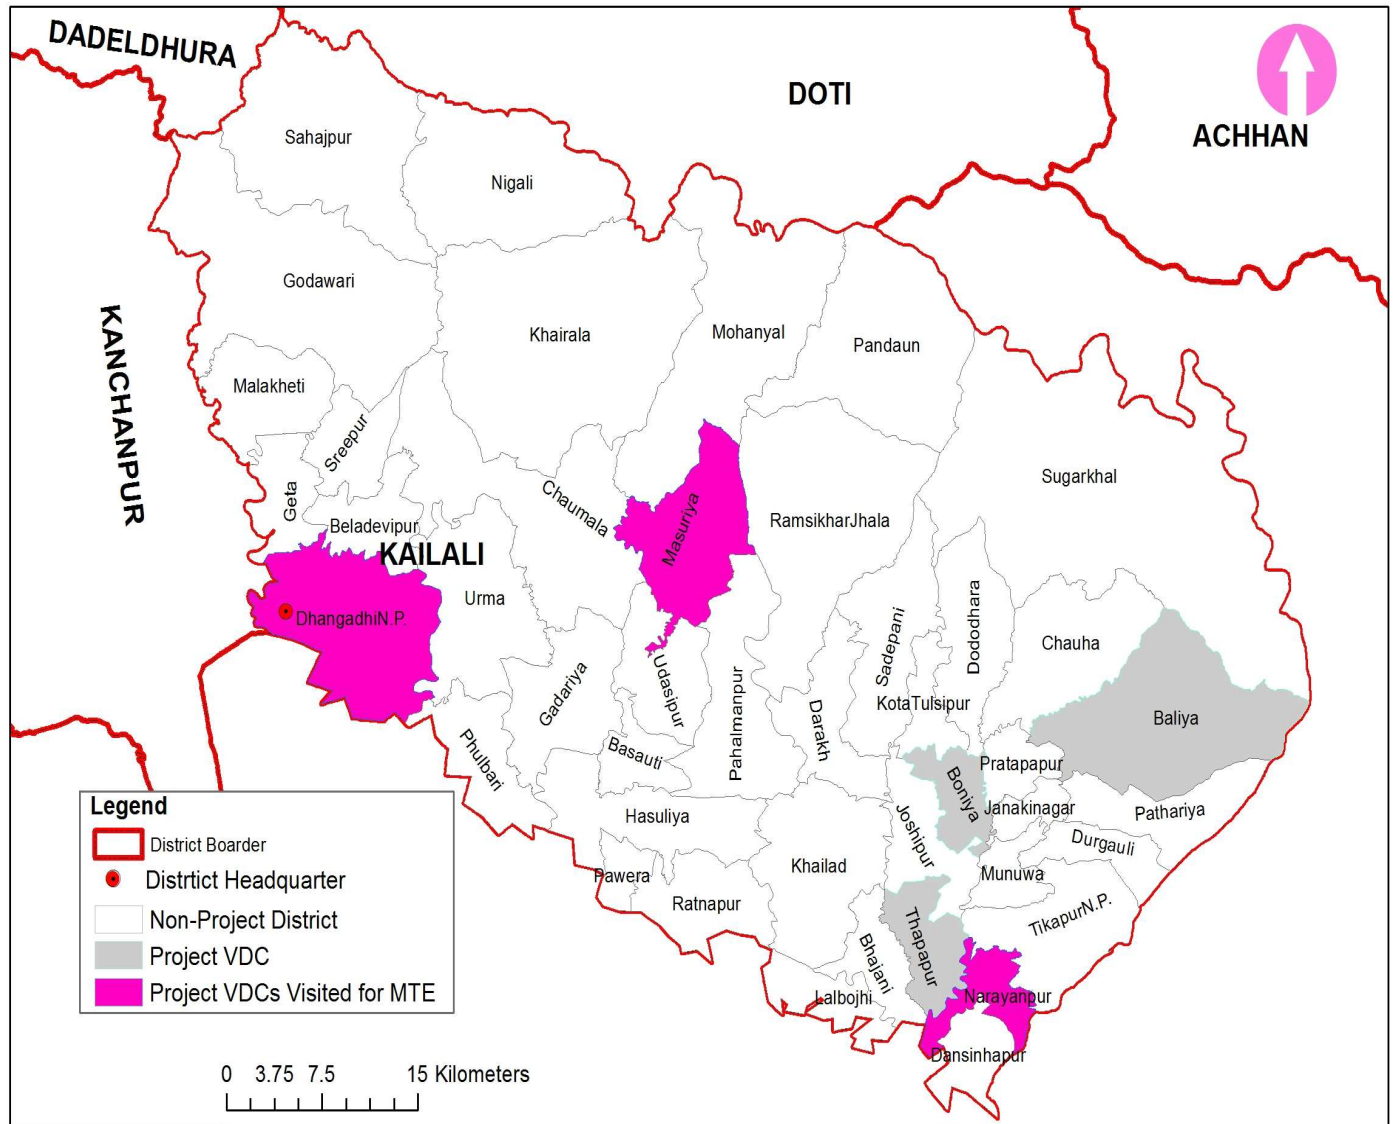 DADELDHURA
DOTI
ACHHAN
Sahajpur
Nigali
Godawari
KANCHANPUR
Khairala
Mohanyal
Pandaun
Malakheti
Sreepur
Geta
Chaumala
Masuriya
RamsikharJhala
Sugarkhal
Beladevipur
KAILALI
Urma
DhangadhiN.P.
Gadariya
Udasipur
Pahalmanpur
Darakh
Sadepani
Dododhara
KotaTulsipur
Chauha
Baliya
Phulbari
Basauti
Hasuliya
Boniya
Pratapapur
Janakinagar
Pathariya
Joshipur
Durgauli
Munuwa
Pawera
Ratnapur
Khailad
TikapurN.P.
Thapapur
Bhajani
Lalbojhi
Narayanpur
Dansinhapur
Legend
District Boarder
Distrtict Headquarter
Non-Project District
Project VDC
Project VDCs Visited for MTE
0 3.75 7.5 15 Kilometers